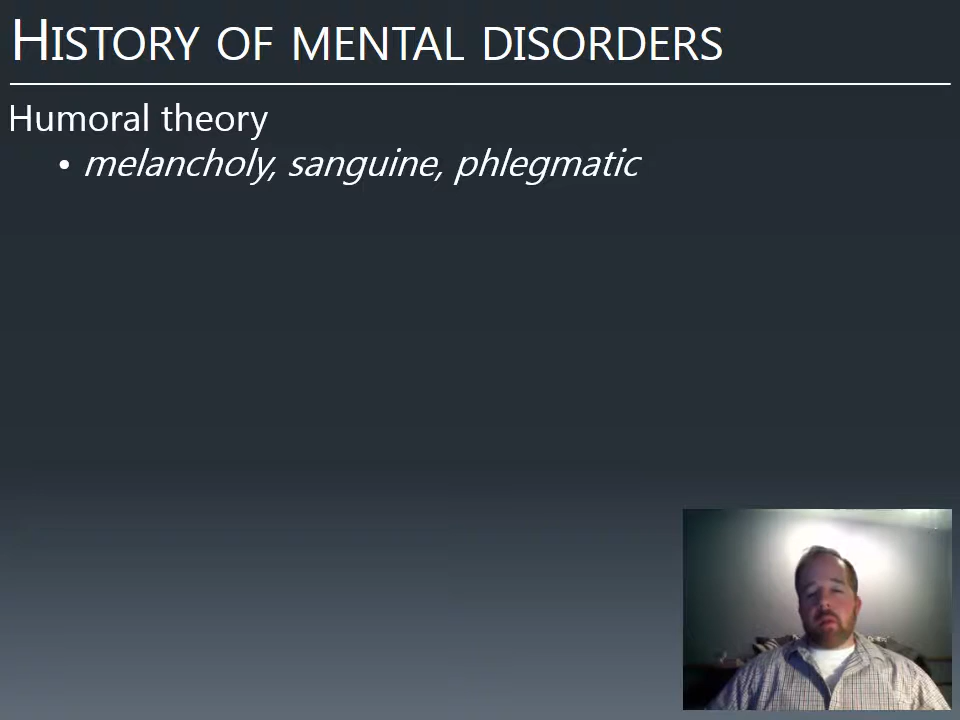 HISTORY OF MENTAL DISORDERS
Humoral theory
• melancholy, sanguine, phlegmatic